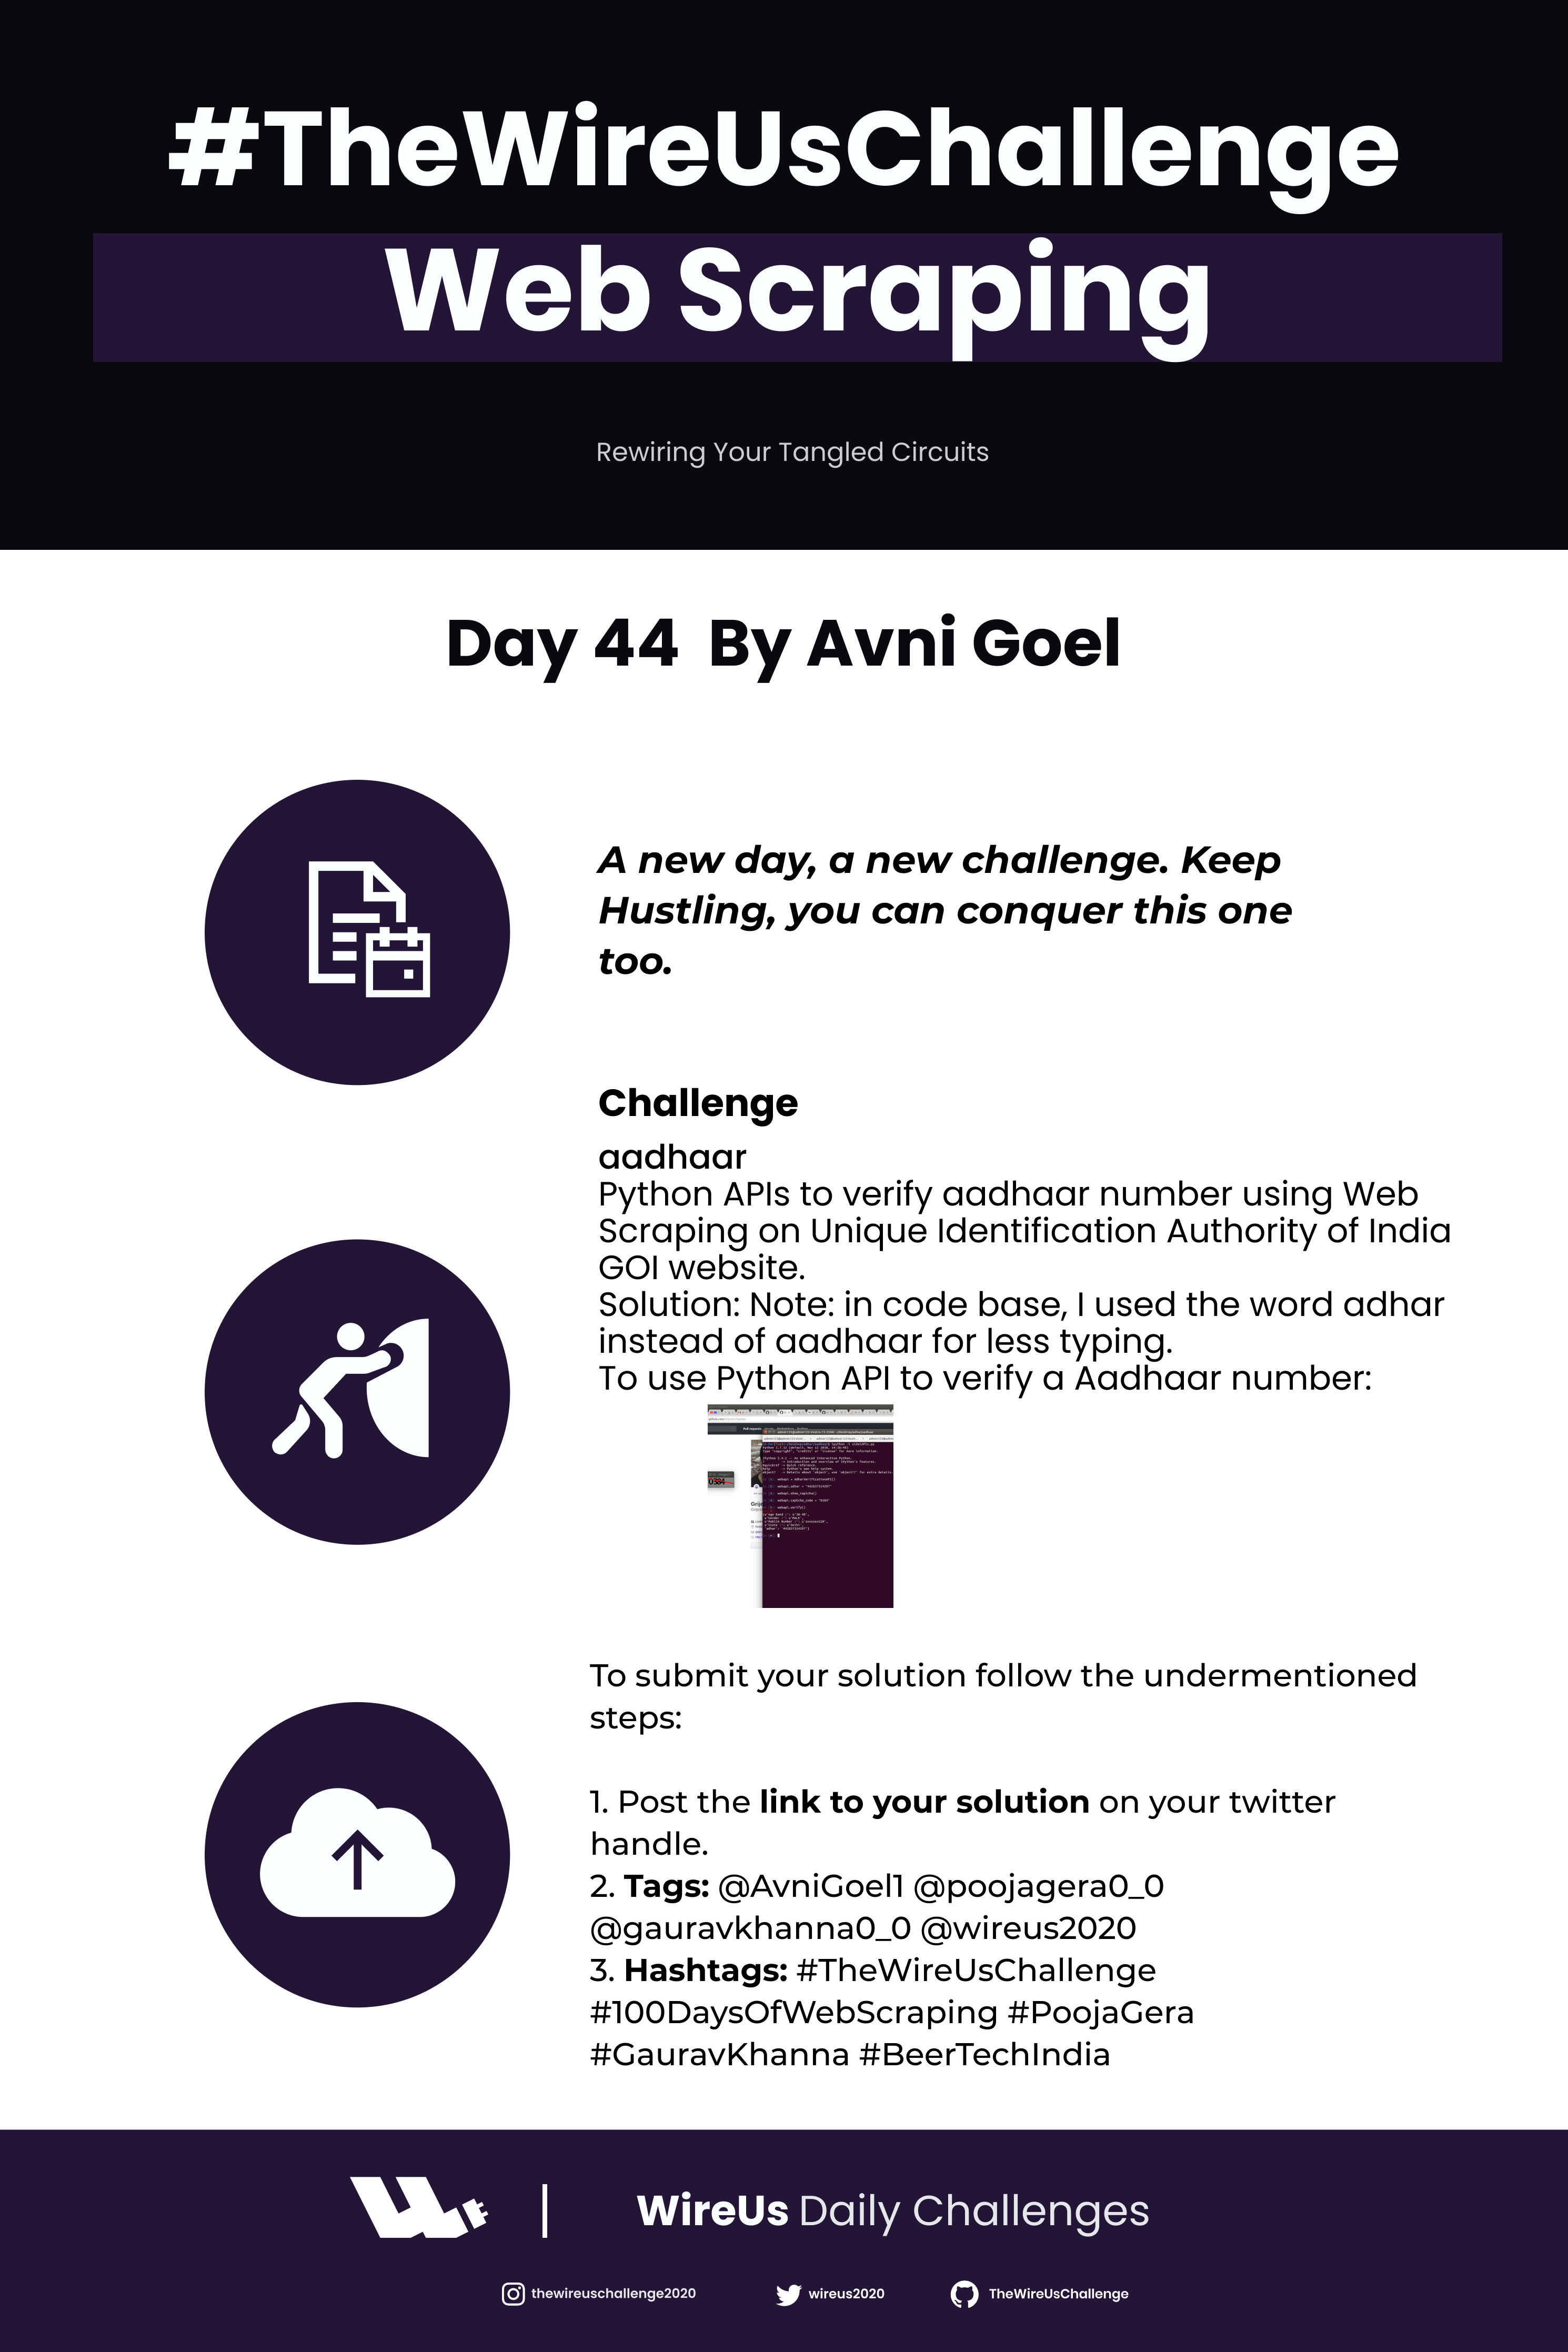 #TheWireUsChallenge
Web Scraping
Rewiring Your Tangled Circuits
Day 44 By Avni Goel
A new day, a new challenge. Keep
Hustling, you can conquer this one
too.
Challenge
aadhaar
Python APIs to verify aadhaar number using Web
Scraping on Unique Identification Authority of India
GOI website.
Solution: Note: in code base, I used the word adhar
instead of aadhaar for less typing.
To use Python API to verify a Aadhaar number:
0384
To submit your solution follow the undermentioned
steps:
1. Post the link to your solution on your twitter
handle.
2. Tags: @AvniGoel1 @poojagera0_0
@gauravkhanna0_0 @wireus2020
3. Hashtags: #TheWireUsChallenge
#100DaysOfWebScraping #PoojaGera
#GauravKhanna #BeerTechIndia
WireUs Daily Challenges
thewireuschallenge2020
wireus2020
TheWireUsChallenge